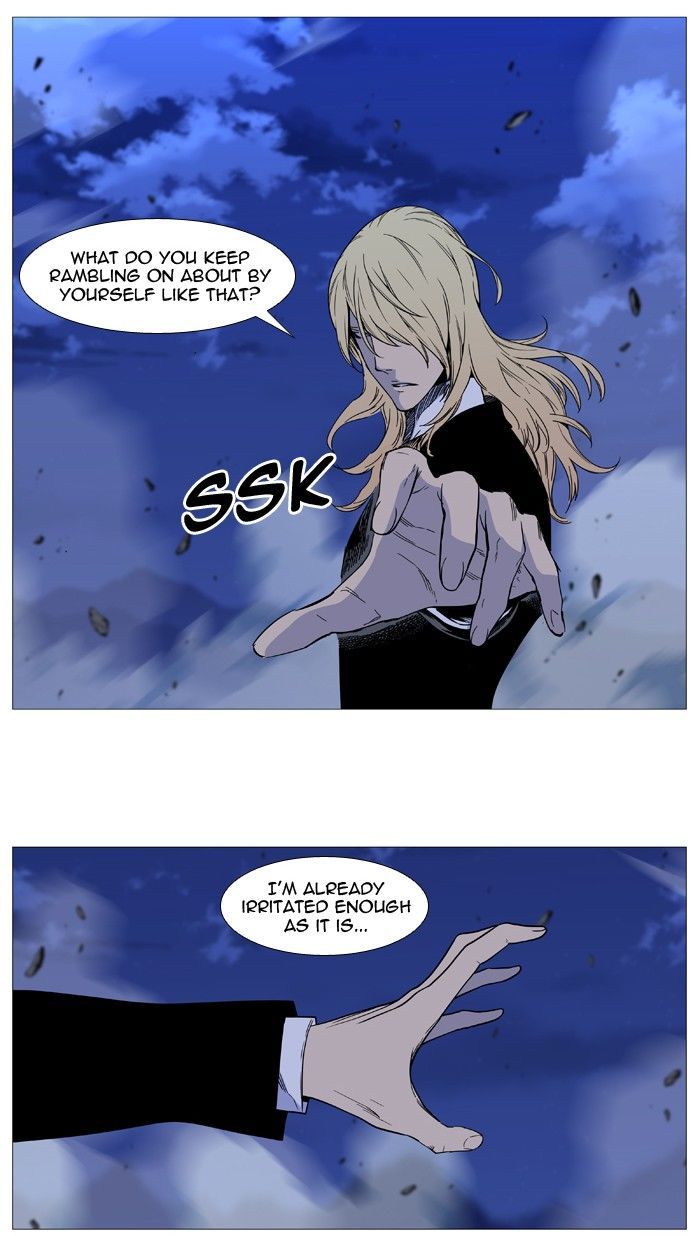 WHAT DO YOU KEEP
RAMBLING ON ABOUT BY
YOURSELF LIKE THAT?
SSK
I'M ALREADY
IRRITATED ENOUGH
AS IT IS...